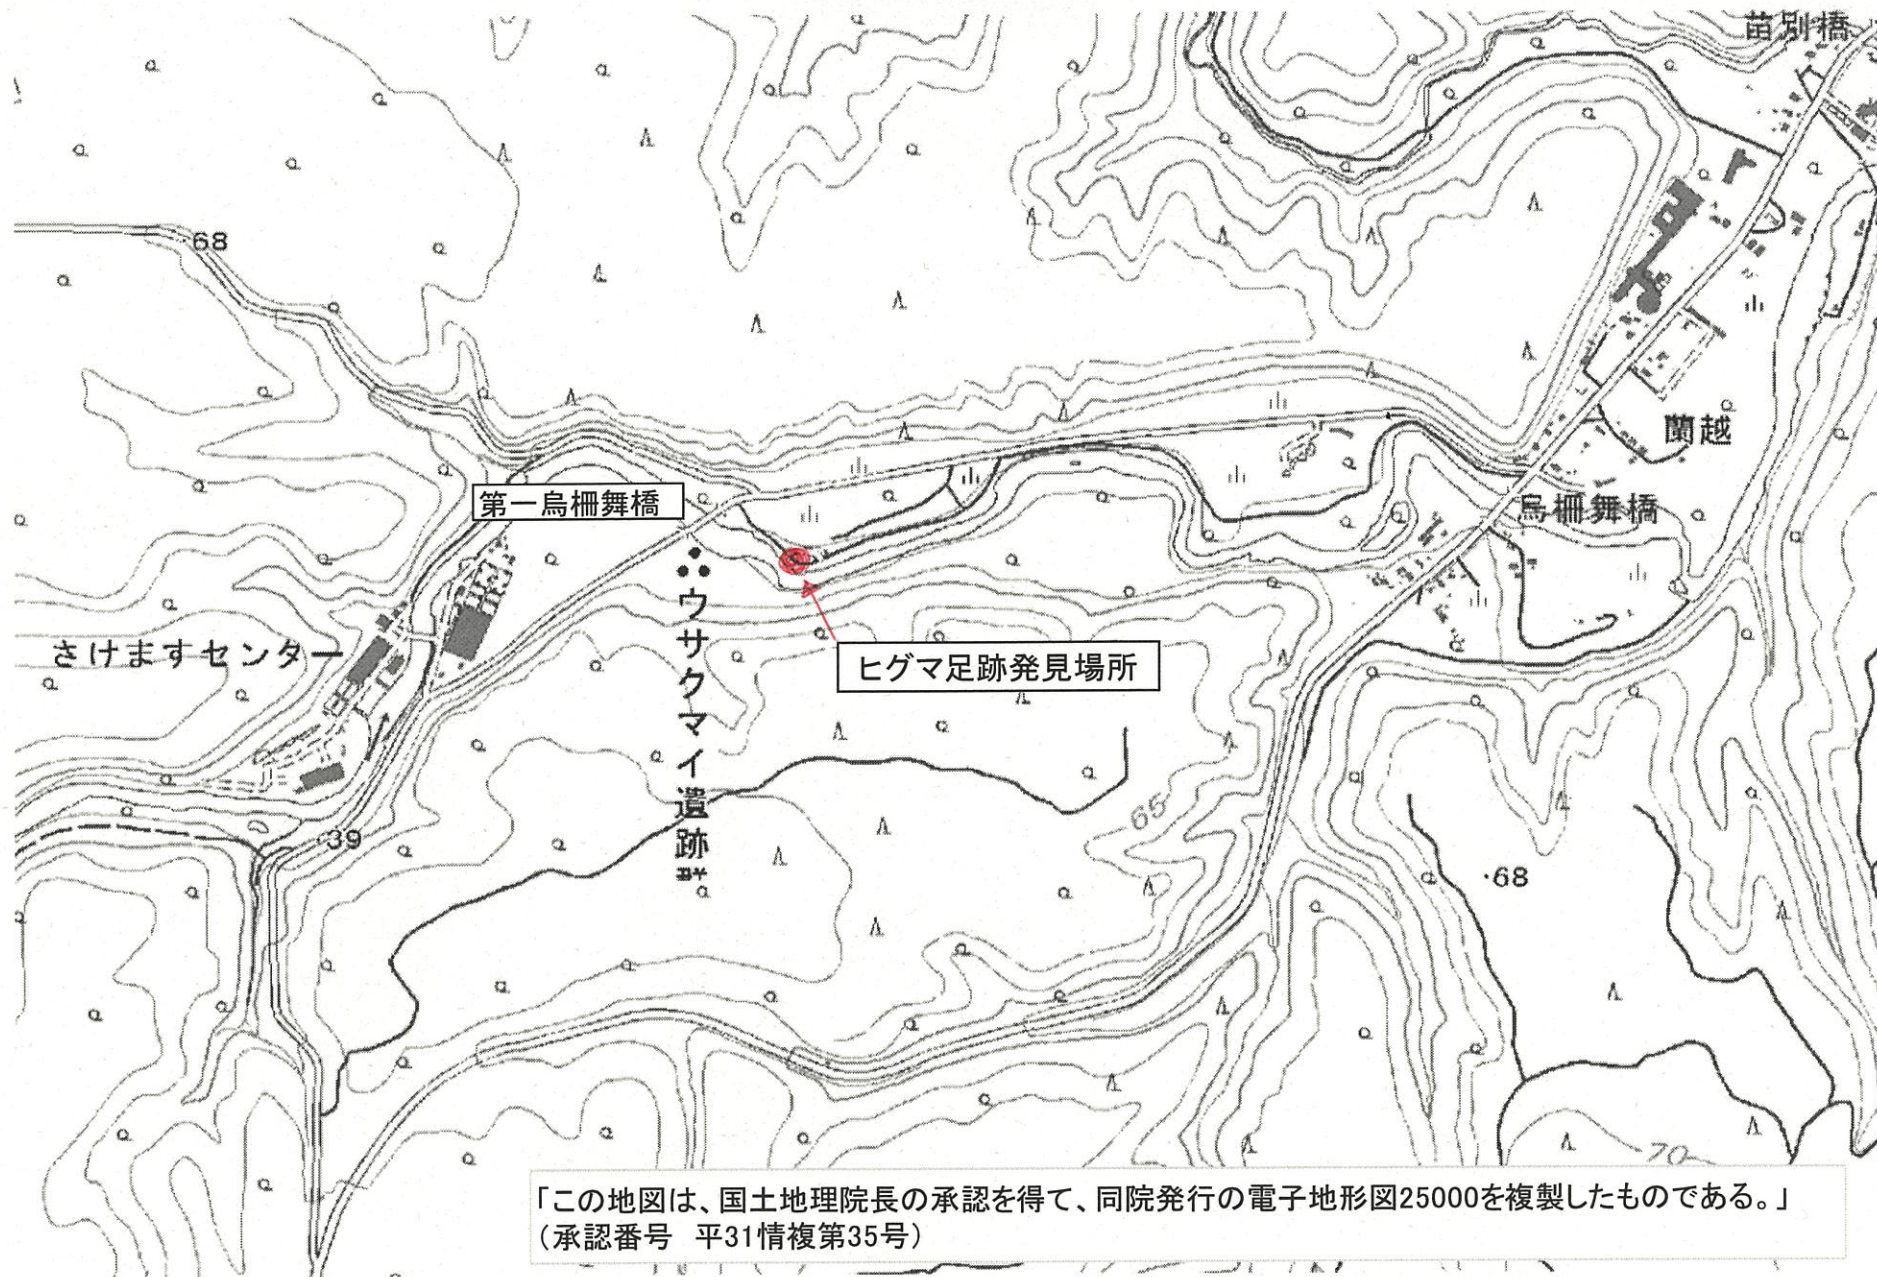 苗別橋
68
蘭越
第一烏柵舞橋
烏柵舞橋
さけますセンター
ヒグマ足跡発見場所
ウサクマイ遺跡群
65
39
・68
70
「この地図は、国土地理院長の承認を得て、同院発行の電子地形図25000を複製したものである。」
（承認番号　平31情複第35号）